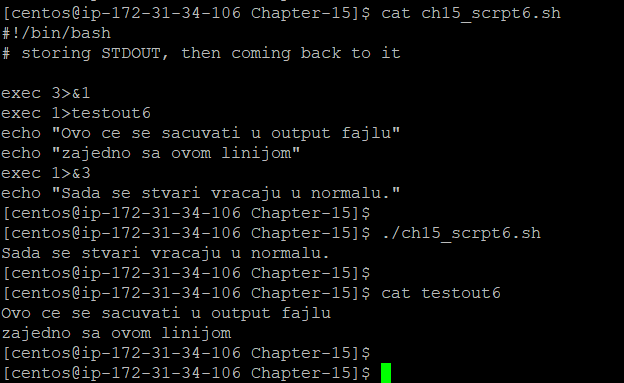 [centos@ip-172-31-34-106 Chapter-15]$ cat ch15_scrpt6.sh
#!/bin/bash
# storing STDOUT, then coming back to it

exec 3>&1
exec 1>testout6
echo "Ovo ce se sacuvati u output fajlu"
echo "zajedno sa ovom linijom"
exec 1>&3
echo "Sada se stvari vracaju u normalu."
[centos@ip-172-31-34-106 Chapter-15]$
[centos@ip-172-31-34-106 Chapter-15]$ ./ch15_scrpt6.sh
Sada se stvari vracaju u normalu.
[centos@ip-172-31-34-106 Chapter-15]$
[centos@ip-172-31-34-106 Chapter-15]$ cat testout6
Ovo ce se sacuvati u output fajlu
zajedno sa ovom linijom
[centos@ip-172-31-34-106 Chapter-15]$
[centos@ip-172-31-34-106 Chapter-15]$